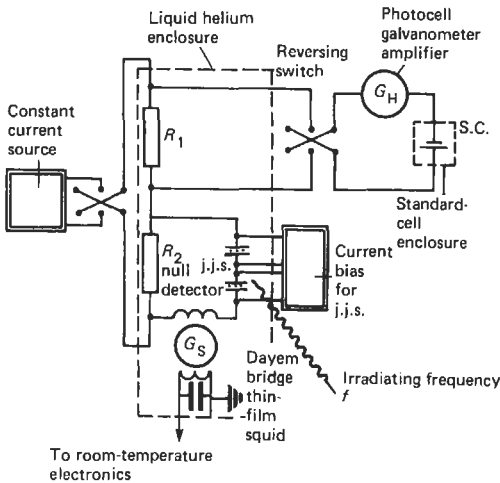 Liquid helium
enclosure
Photocell
galvanometer
amplifier
Reversing
switch
G_H
S.C.
Constant
current
source
R_1
Standard-
cell
enclosure
R_2
null
detector
j.j.s.
Current
bias
for
j.j.s.
G_S
Dayem
bridge
thin-
film
squid
Irradiating frequency
f
To room-temperature
electronics